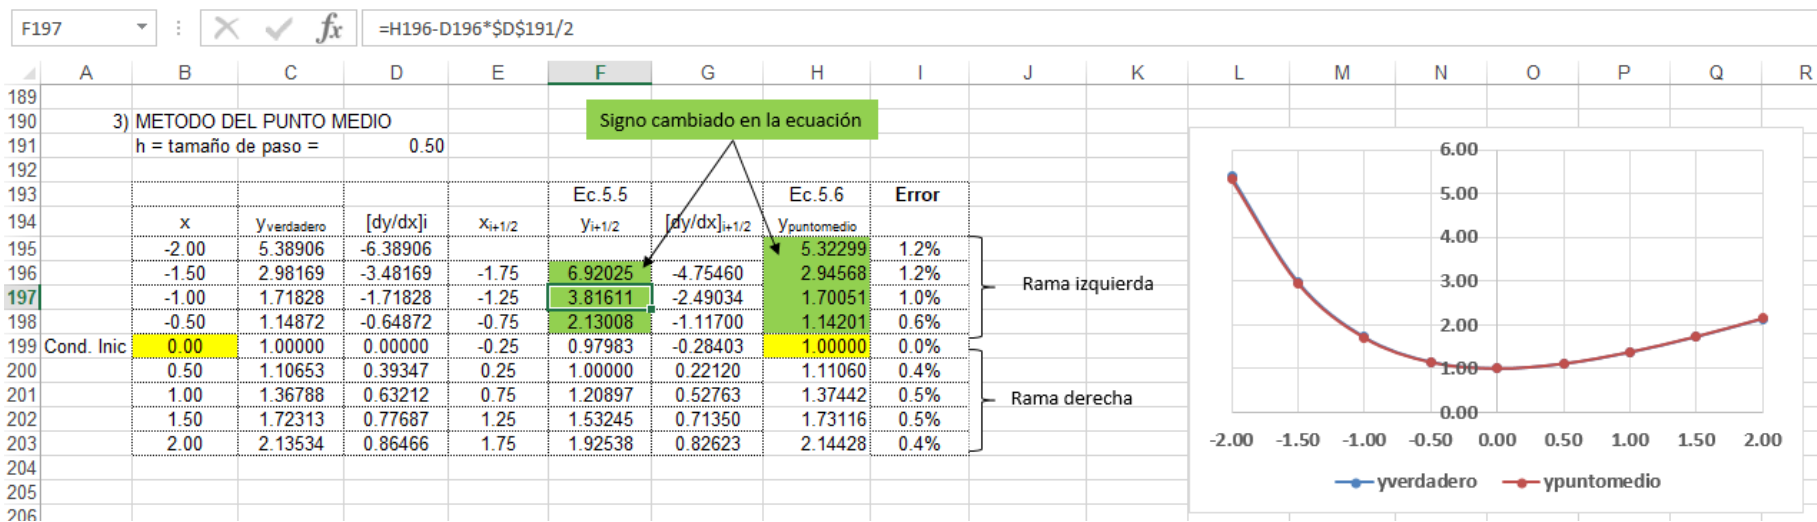 F197 fx =H196-D196*$D$191/2
A B C D E F G H I J K L M N O P Q R
189
190 3) METODO DEL PUNTO MEDIO
Signo cambiado en la ecuación
191 h = tamaño de paso = 0.50
192
193 Ec.5.5 Ec.5.6 Error
194 x yverdadero [dy/dx]i xi+1/2 yi+1/2 [dy/dx]i+1/2 ypuntomedio
195 -2.00 5.38906 -6.38906 5.32299 1.2%
196 -1.50 2.98169 -3.48169 -1.75 6.92025 -4.75460 2.94568 1.2%
Rama izquierda
197 -1.00 1.71828 -1.71828 -1.25 3.81611 -2.49034 1.70051 1.0%
198 -0.50 1.14872 -0.64872 -0.75 2.13008 -1.11700 1.14201 0.6%
199 Cond. Inic 0.00 1.00000 0.00000 -0.25 0.97983 -0.28403 1.00000 0.0%
200 0.50 1.10653 0.39347 0.25 1.00000 0.22120 1.11060 0.4%
201 1.00 1.36788 0.63212 0.75 1.20897 0.52763 1.37442 0.5%
Rama derecha
202 1.50 1.72313 0.77687 1.25 1.53245 0.71350 1.73116 0.5%
203 2.00 2.13534 0.86466 1.75 1.92538 0.82623 2.14428 0.4%
204
205
206
6.00
5.00
4.00
3.00
2.00
1.00
0.00
-2.00 -1.50 -1.00 -0.50 0.00 0.50 1.00 1.50 2.00
yverdadero ypuntomedio